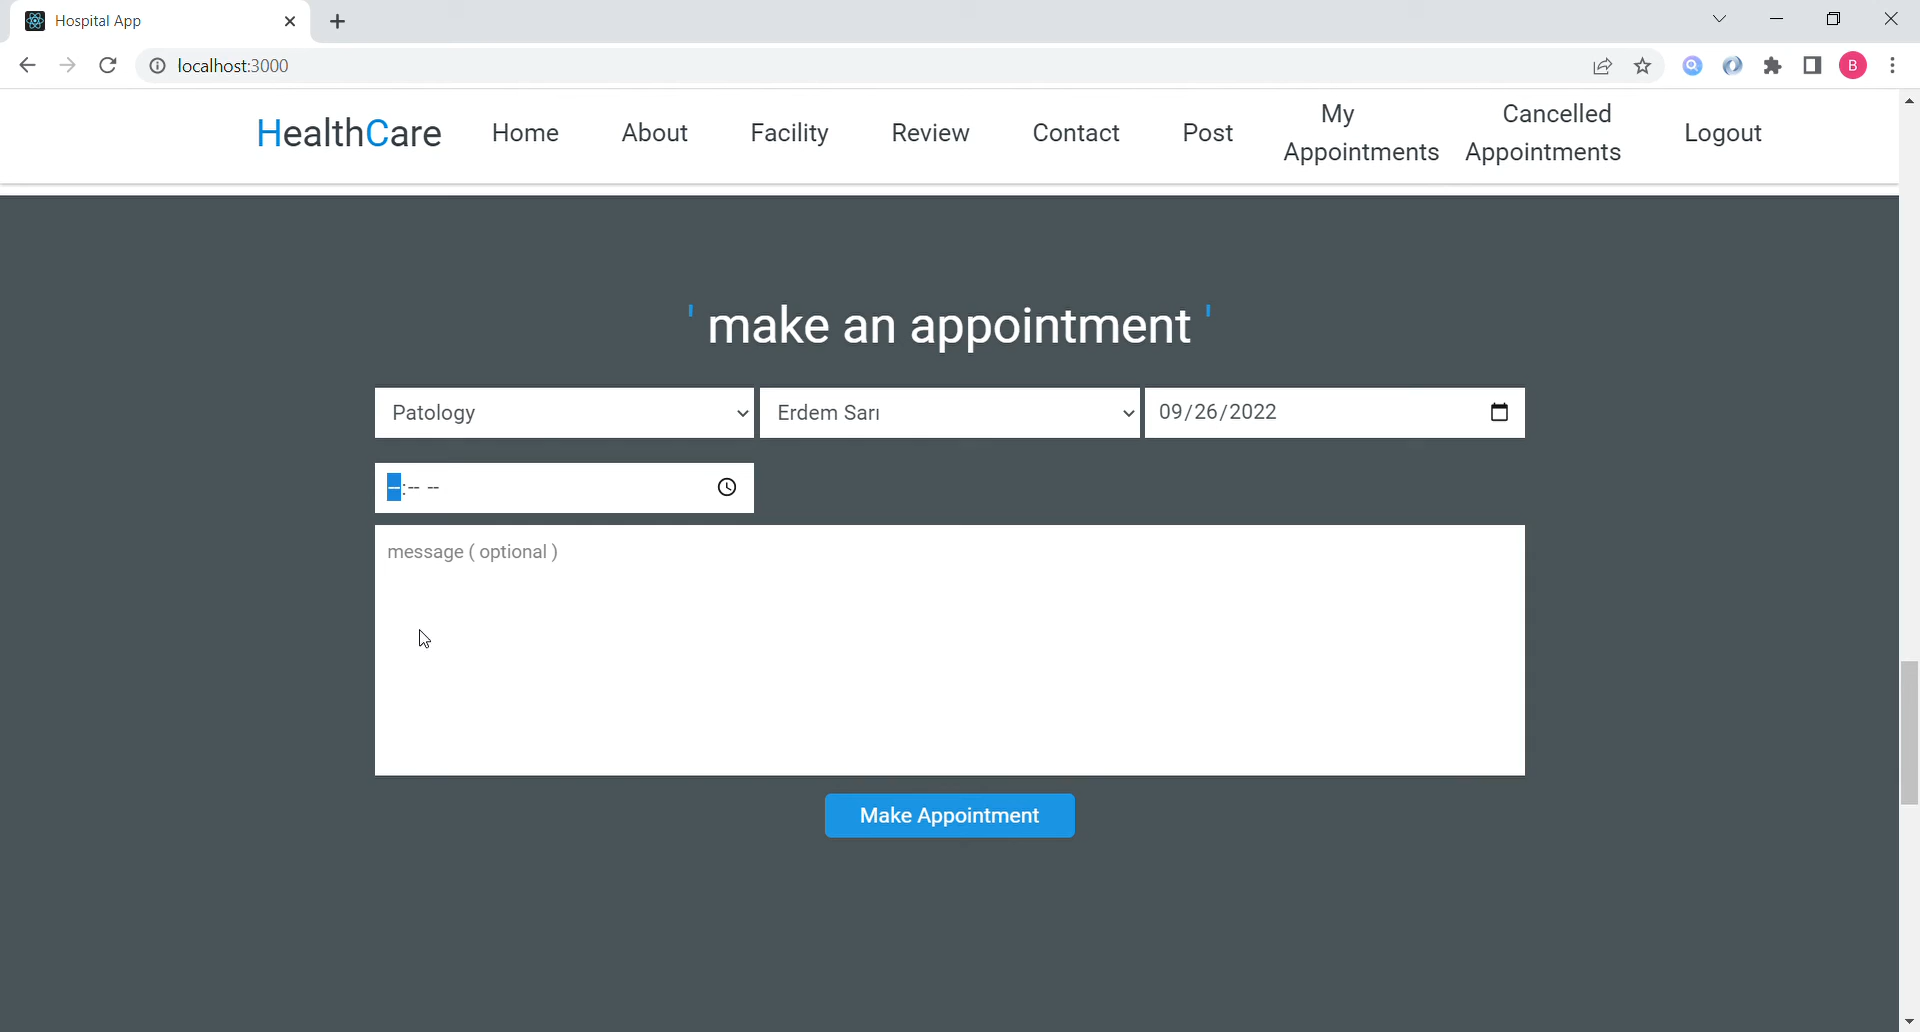 Hospital App
localhost:3000
B
HealthCare
Home
About
Facility
Review
Contact
Post
My
Appointments
Cancelled
Appointments
Logout
' make an appointment '
Patology
Erdem Sarı
09/26/2022
--:-- --
message ( optional )
Make Appointment